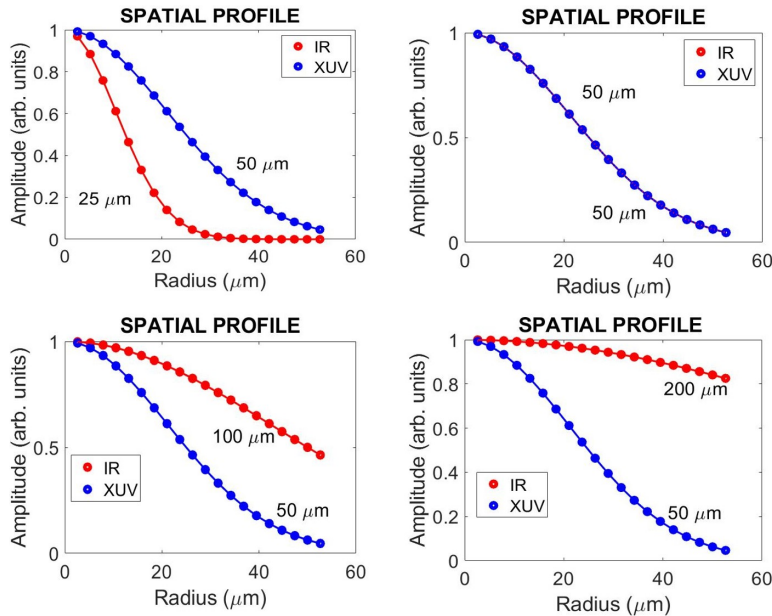 SPATIAL PROFILE
Amplitude (arb. units)
1
0.8
0.6
0.4
0.2
0
IR
XUV
50 μm
25 μm
0
20
40
60
Radius (μm)
SPATIAL PROFILE
Amplitude (arb. units)
1
0.5
0
IR
XUV
50 μm
50 μm
0
20
40
60
Radius (μm)
SPATIAL PROFILE
Amplitude (arb. units)
1
0.5
0
100 μm
IR
XUV
50 μm
0
20
40
60
Radius (μm)
SPATIAL PROFILE
Amplitude (arb. units)
1
0.8
0.6
0.4
0.2
0
200 μm
IR
XUV
50 μm
0
20
40
60
Radius (μm)